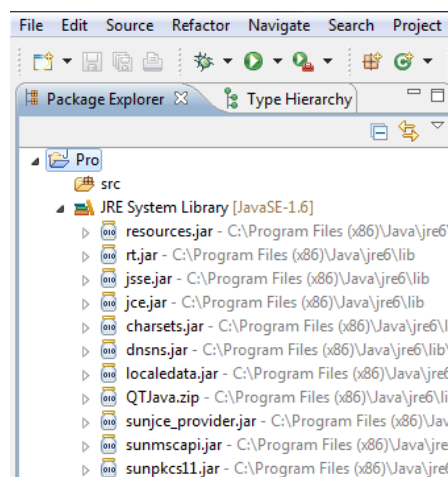 File Edit Source Refactor Navigate Search Project
Package Explorer Type Hierarchy
Pro
src
JRE System Library [JavaSE-1.6]
resources.jar - C:\Program Files (x86)\Java\jre6\
rt.jar - C:\Program Files (x86)\Java\jre6\lib
jsse.jar - C:\Program Files (x86)\Java\jre6\lib
jce.jar - C:\Program Files (x86)\Java\jre6\lib
charsets.jar - C:\Program Files (x86)\Java\jre6\l
dnsns.jar - C:\Program Files (x86)\Java\jre6\lib\
localedata.jar - C:\Program Files (x86)\Java\jre6
QTJava.zip - C:\Program Files (x86)\Java\jre6\li
sunjce_provider.jar - C:\Program Files (x86)\Jav
sunmscapi.jar - C:\Program Files (x86)\Java\jre
sunpkcs11.jar - C:\Program Files (x86)\Java\jre6